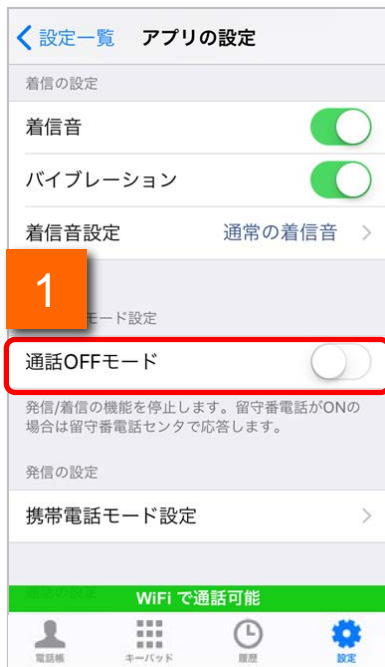 設定一覧 アプリの設定
着信の設定
着信音
バイブレーション
着信音設定 通常の着信音
1
モード設定
通話OFFモード
発信/着信の機能を停止します。留守番電話がONの
場合は留守番電話センタで応答します。
発信の設定
携帯電話モード設定
WiFi で通話可能
電話帳 キーパッド 履歴 設定